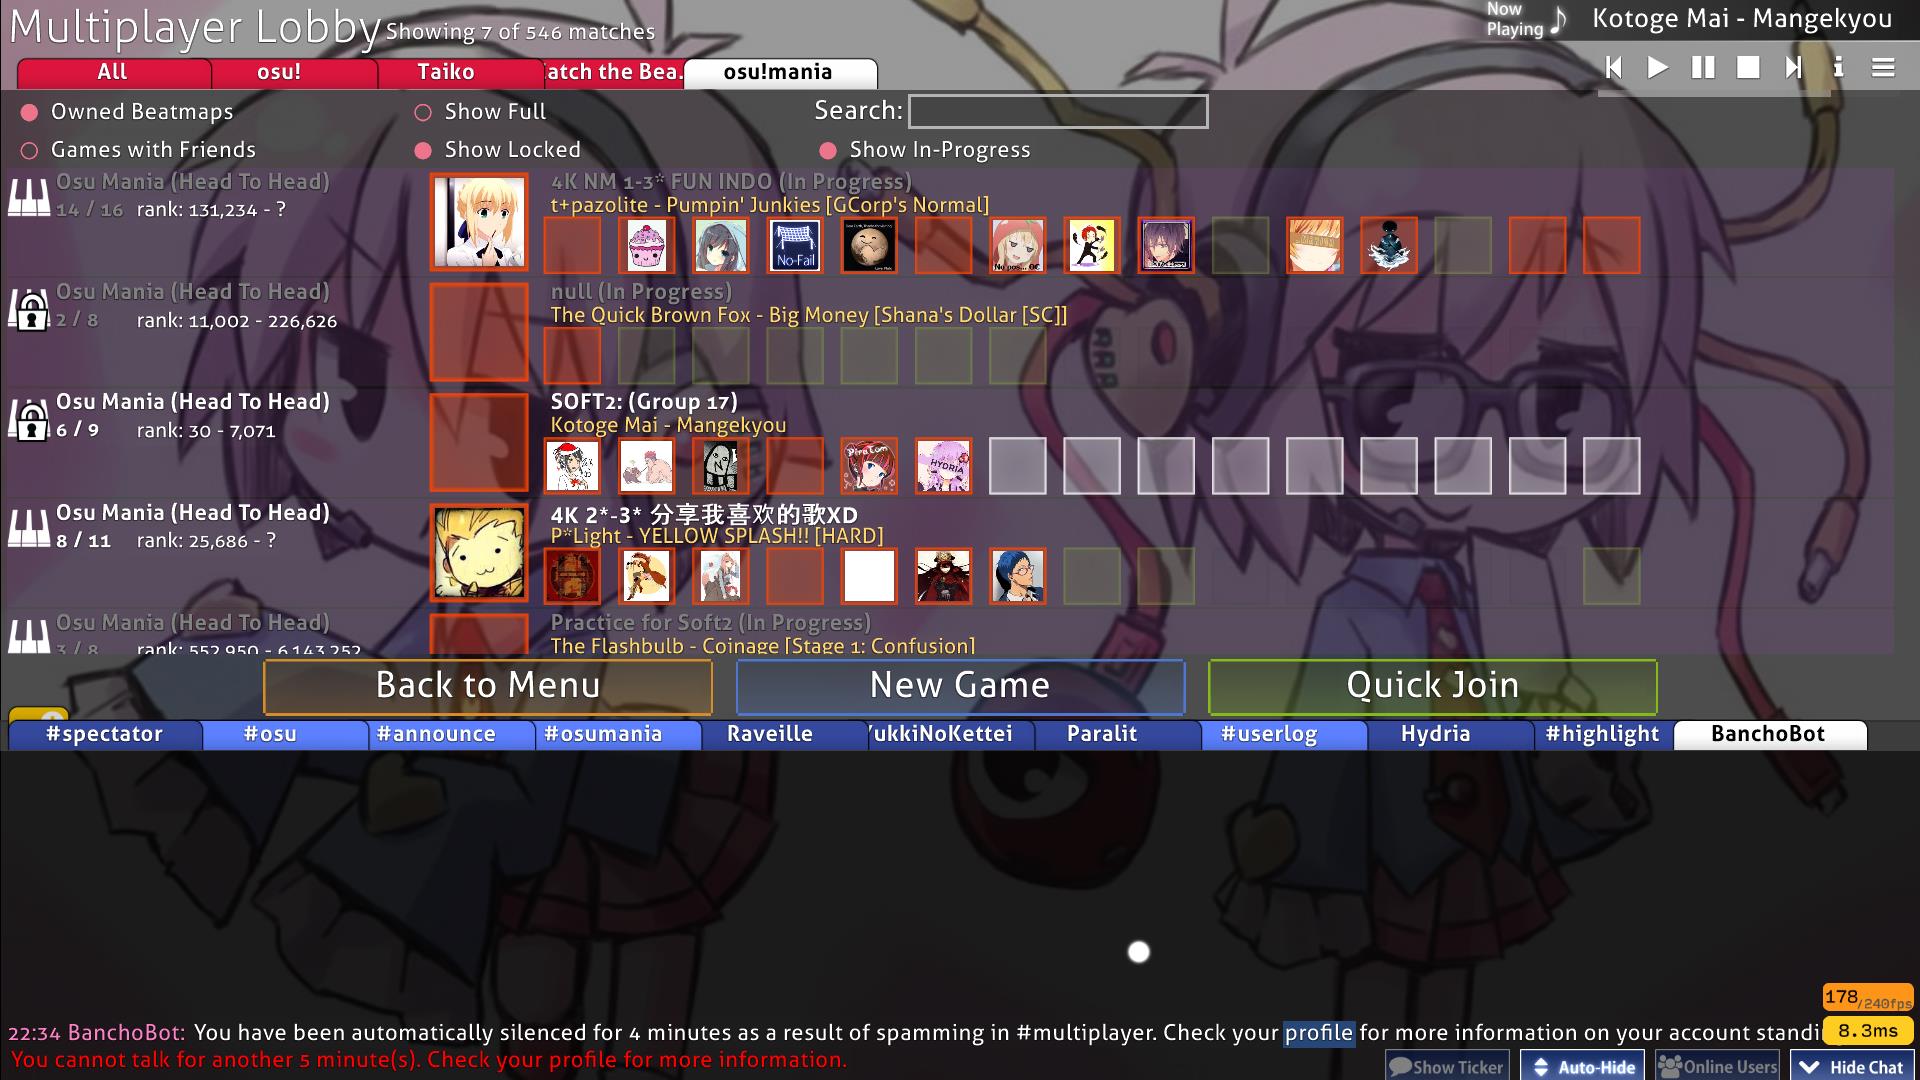 Multiplayer Lobby Showing 7 of 546 matches
Now Playing ♪ Kotoge Mai - Mangekyou
All osu! Taiko atch the Bea. osu!mania
Owned Beatmaps Show Full Search:
Games with Friends Show Locked Show In-Progress
Osu Mania (Head To Head)
14 / 16 rank: 131,234 - ?
4K NM 1-3* FUN INDO (In Progress)
t+pazolite - Pumpin' Junkies [GCorp's Normal]
No-Fail
Osu Mania (Head To Head)
2 / 8 rank: 11,002 - 226,626
null (In Progress)
The Quick Brown Fox - Big Money [Shana's Dollar [SC]]
Osu Mania (Head To Head)
6 / 9 rank: 30 - 7,071
SOFT2: (Group 17)
Kotoge Mai - Mangekyou
HYDRIA
Osu Mania (Head To Head)
8 / 11 rank: 25,686 - ?
4K 2*-3* 分享我喜欢的歌XD
P*Light - YELLOW SPLASH!! [HARD]
Osu Mania (Head To Head)
3 / 8 rank: 552,950 - 6,143,252
Practice for Soft2 (In Progress)
The Flashbulb - Coinage [Stage 1: Confusion]
Back to Menu New Game Quick Join
#spectator #osu #announce #osumania Raveille YukkiNoKettei Paralit #userlog Hydria #highlight BanchoBot
178/240fps
22:34 BanchoBot: You have been automatically silenced for 4 minutes as a result of spamming in #multiplayer. Check your profile for more information on your account standi
8.3ms
You cannot talk for another 5 minute(s). Check your profile for more information.
Show Ticker Auto-Hide Online Users Hide Chat